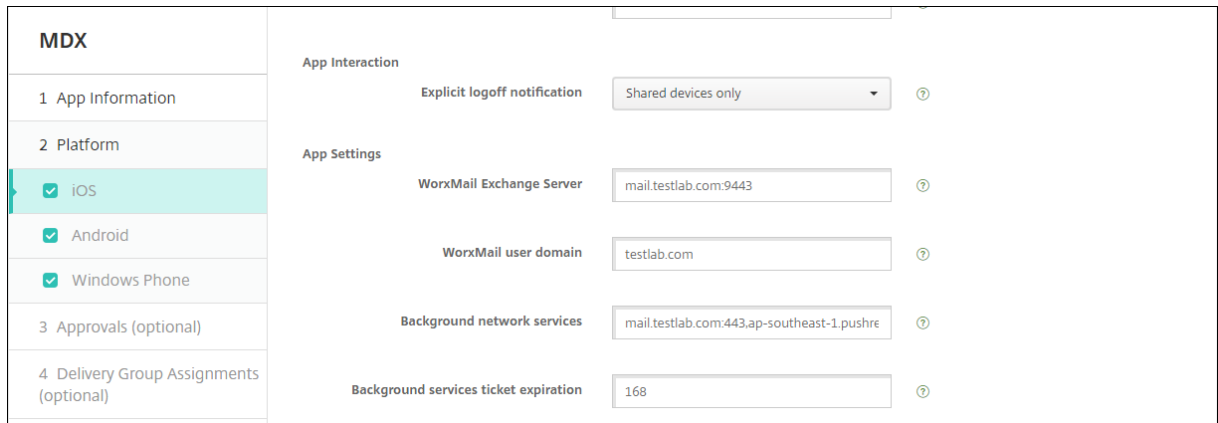 MDX
1 App Information
2 Platform
iOS
Android
Windows Phone
3 Approvals (optional)
4 Delivery Group Assignments
(optional)
App Interaction
Explicit logoff notification
Shared devices only
App Settings
WorxMail Exchange Server
mail.testlab.com:9443
WorxMail user domain
testlab.com
Background network services
mail.testlab.com:443,ap-southeast-1.pushre
Background services ticket expiration
168